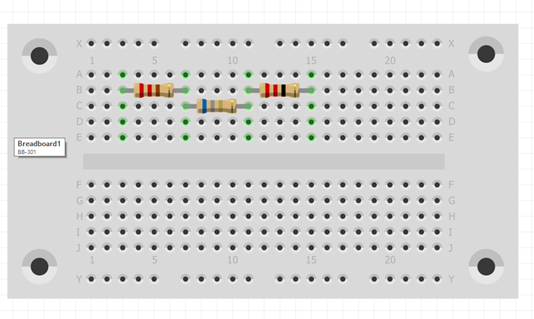 X X
1 5 10 15 20
A A
B B
C C
D D
E E
Breadboard1
BB-301
F F
G G
H H
I I
J J
1 5 10 15 20
Y Y